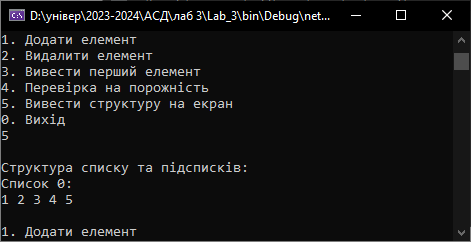 D:\універ\2023-2024\АСД\лаб 3\Lab_3\bin\Debug\net...
1. Додати елемент
2. Видалити елемент
3. Вивести перший елемент
4. Перевірка на порожність
5. Вивести структуру на екран
0. Вихід
5
Структура списку та підсписків:
Список 0:
1 2 3 4 5
1. Додати елемент